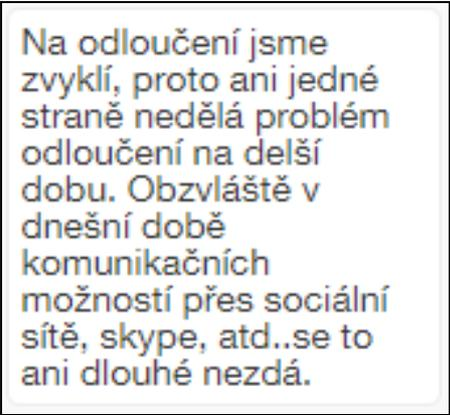 Na odloučení jsme
zvyklí, proto ani jedné
straně nedělá problém
odloučení na delší
dobu. Obzvláště v
dnešní době
komunikačních
možností přes sociální
sítě, skype, atd..se to
ani dlouhé nezdá.